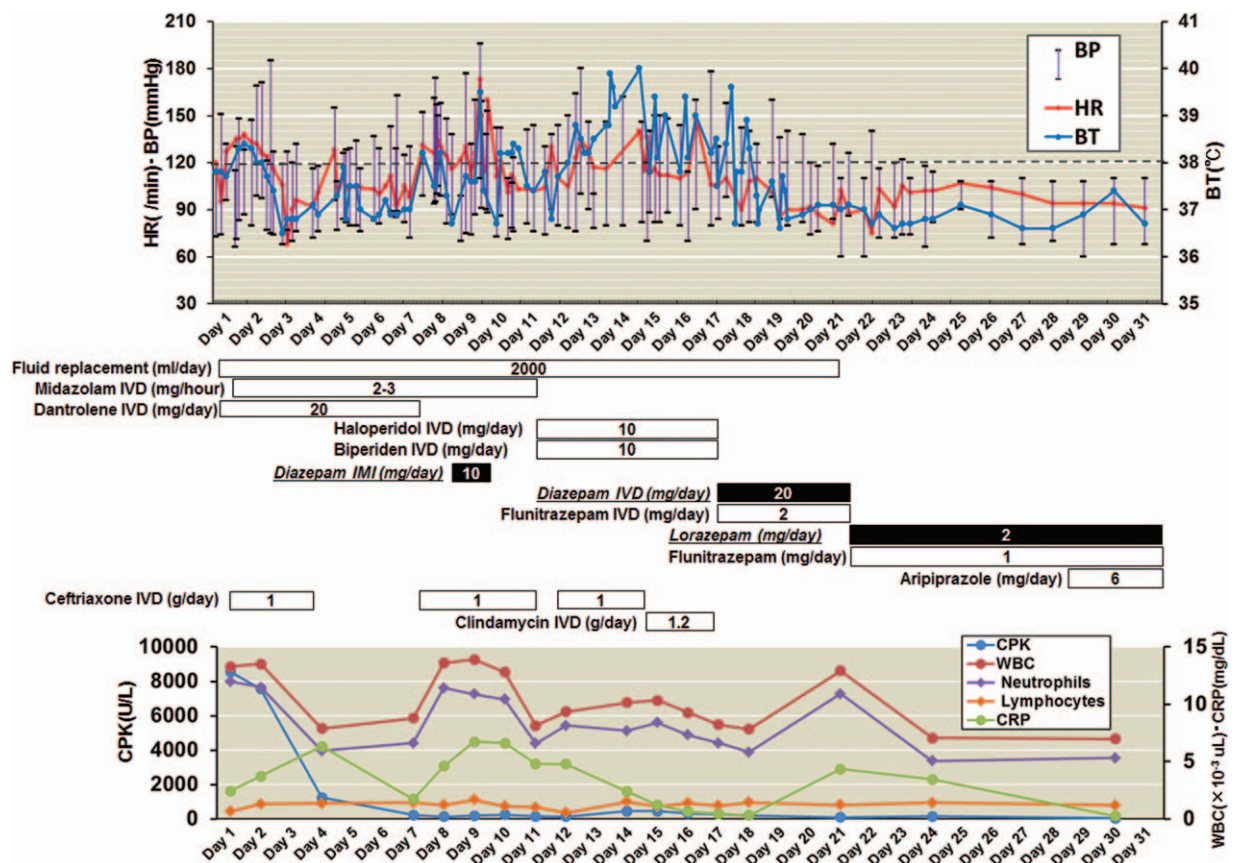 210
180
150
120
90
60
30
HR( /min)・BP(mmHg)
41
40
39
38
37
36
35
BT(℃)
BP
HR
BT
Day 1 Day 2 Day 3 Day 4 Day 5 Day 6 Day 7 Day 8 Day 9 Day 10 Day 11 Day 12 Day 13 Day 14 Day 15 Day 16 Day 17 Day 18 Day 19 Day 20 Day 21 Day 22 Day 23 Day 24 Day 25 Day 26 Day 27 Day 28 Day 29 Day 30 Day 31
Fluid replacement (ml/day) 2000
Midazolam IVD (mg/hour) 2-3
Dantrolene IVD (mg/day) 20
Haloperidol IVD (mg/day) 10
Biperiden IVD (mg/day) 10
Diazepam IMI (mg/day) 10
Diazepam IVD (mg/day) 20
Flunitrazepam IVD (mg/day) 2
Lorazepam (mg/day) 2
Flunitrazepam (mg/day) 1
Aripiprazole (mg/day) 6
Ceftriaxone IVD (g/day) 1 1 1
Clindamycin IVD (g/day) 1.2
10000
8000
6000
4000
2000
0
CPK(U/L)
CPK
WBC
Neutrophils
Lymphocytes
CRP
15
10
5
0
WBC(×10⁻³ uL)・CRP(mg/dL)
Day 1 Day 2 Day 3 Day 4 Day 5 Day 6 Day 7 Day 8 Day 9 Day 10 Day 11 Day 12 Day 13 Day 14 Day 15 Day 16 Day 17 Day 18 Day 19 Day 20 Day 21 Day 22 Day 23 Day 24 Day 25 Day 26 Day 27 Day 28 Day 29 Day 30 Day 31